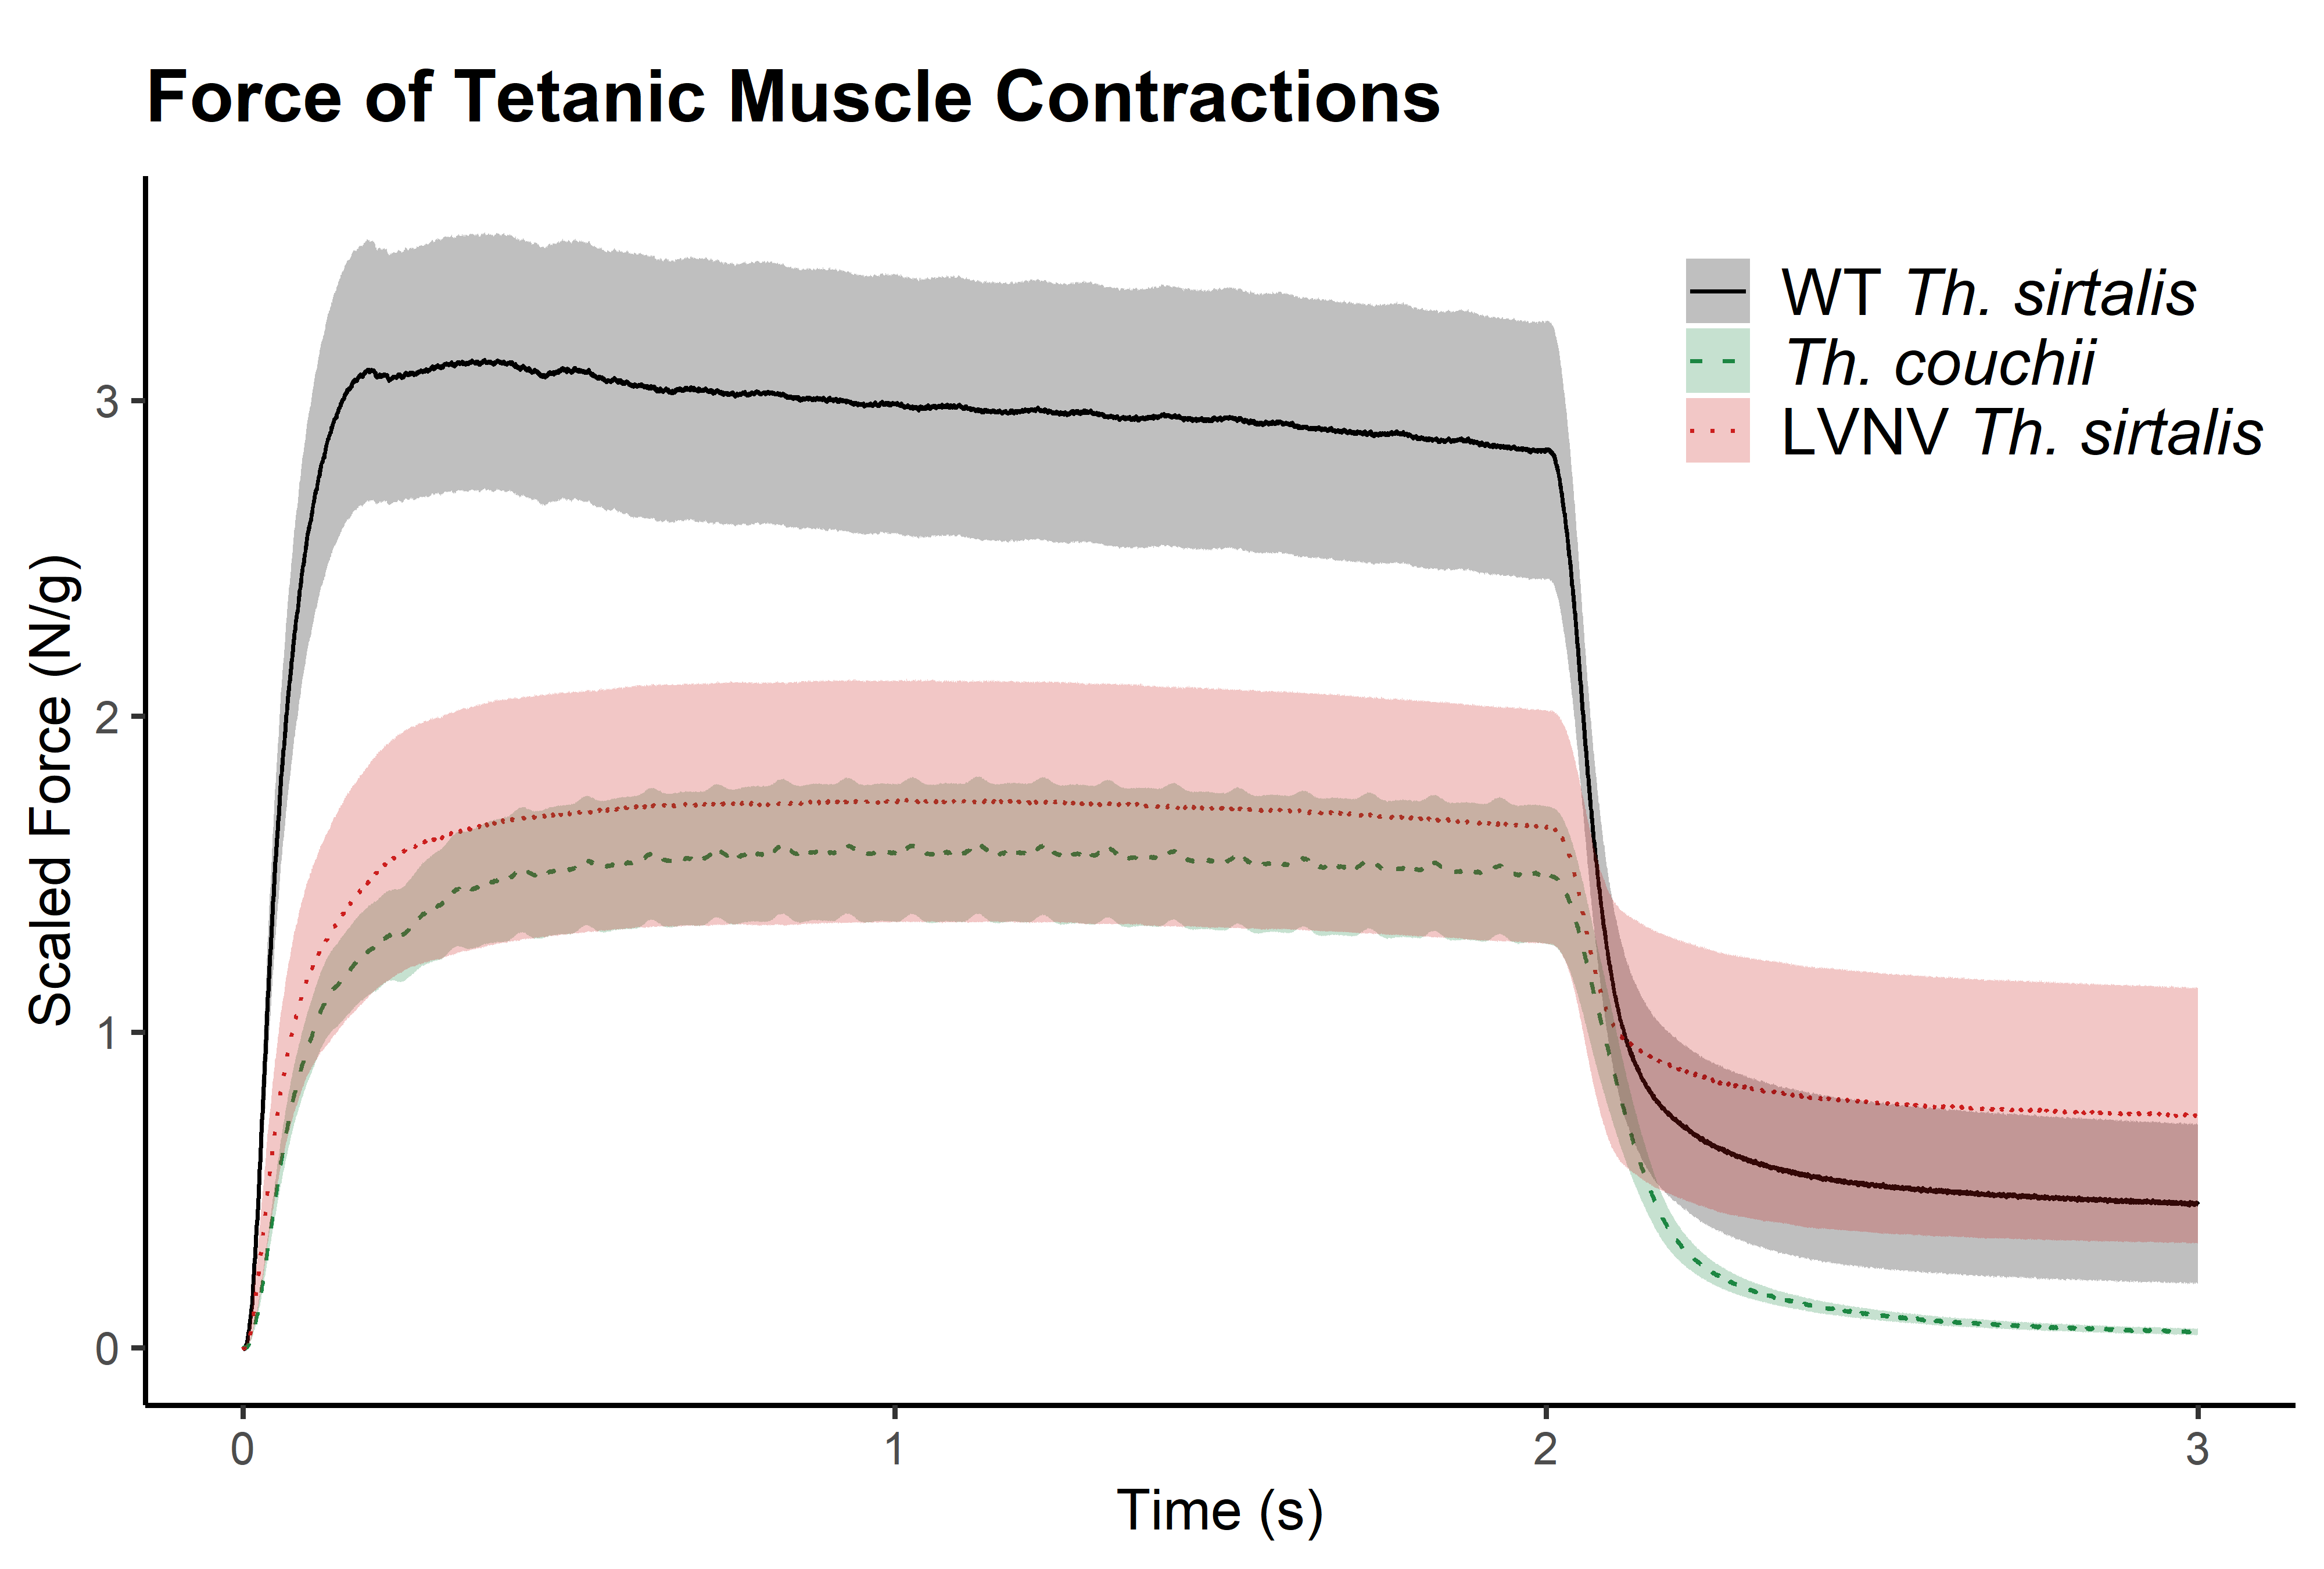 Force of Tetanic Muscle Contractions
WT Th. sirtalis
Th. couchii
LVNV Th. sirtalis
Scaled Force (N/g)
3
2
1
0
0 1 2 3
Time (s)